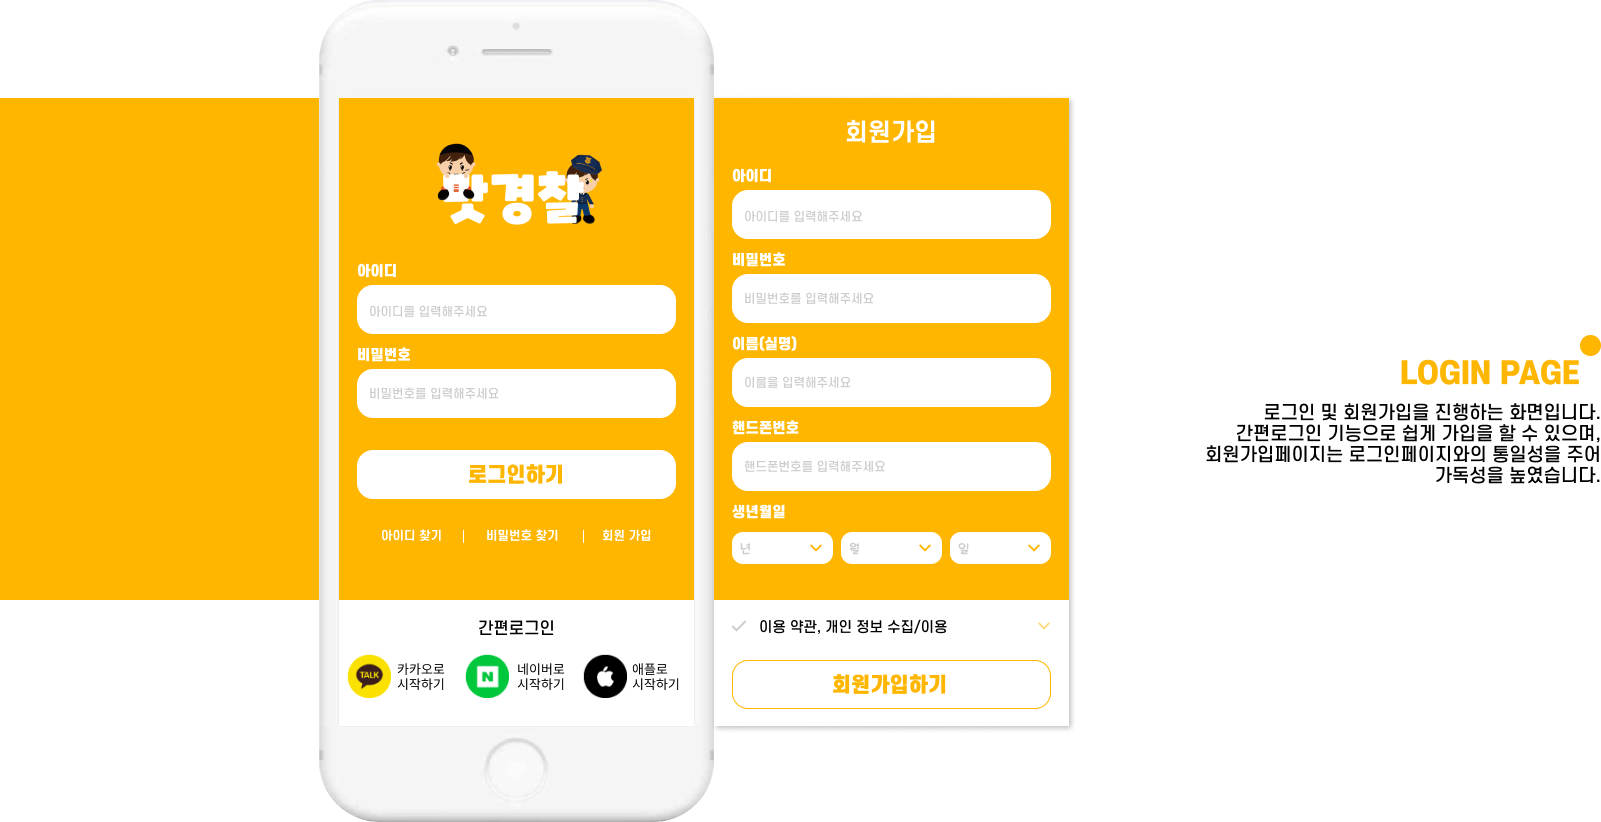 맛경찰
아이디
아이디를 입력해주세요
비밀번호
비밀번호를 입력해주세요
로그인하기
아이디 찾기
비밀번호 찾기
회원 가입
간편로그인
TALK
카카오로
시작하기
N
네이버로
시작하기
애플로
시작하기
회원가입
아이디
아이디를 입력해주세요
비밀번호
비밀번호를 입력해주세요
이름(실명)
이름을 입력해주세요
핸드폰번호
핸드폰번호를 입력해주세요
생년월일
년
월
일
이용 약관, 개인 정보 수집/이용
회원가입하기
LOGIN PAGE
로그인 및 회원가입을 진행하는 화면입니다.
간편로그인 기능으로 쉽게 가입을 할 수 있으며,
회원가입페이지는 로그인페이지와의 통일성을 주어
가독성을 높였습니다.